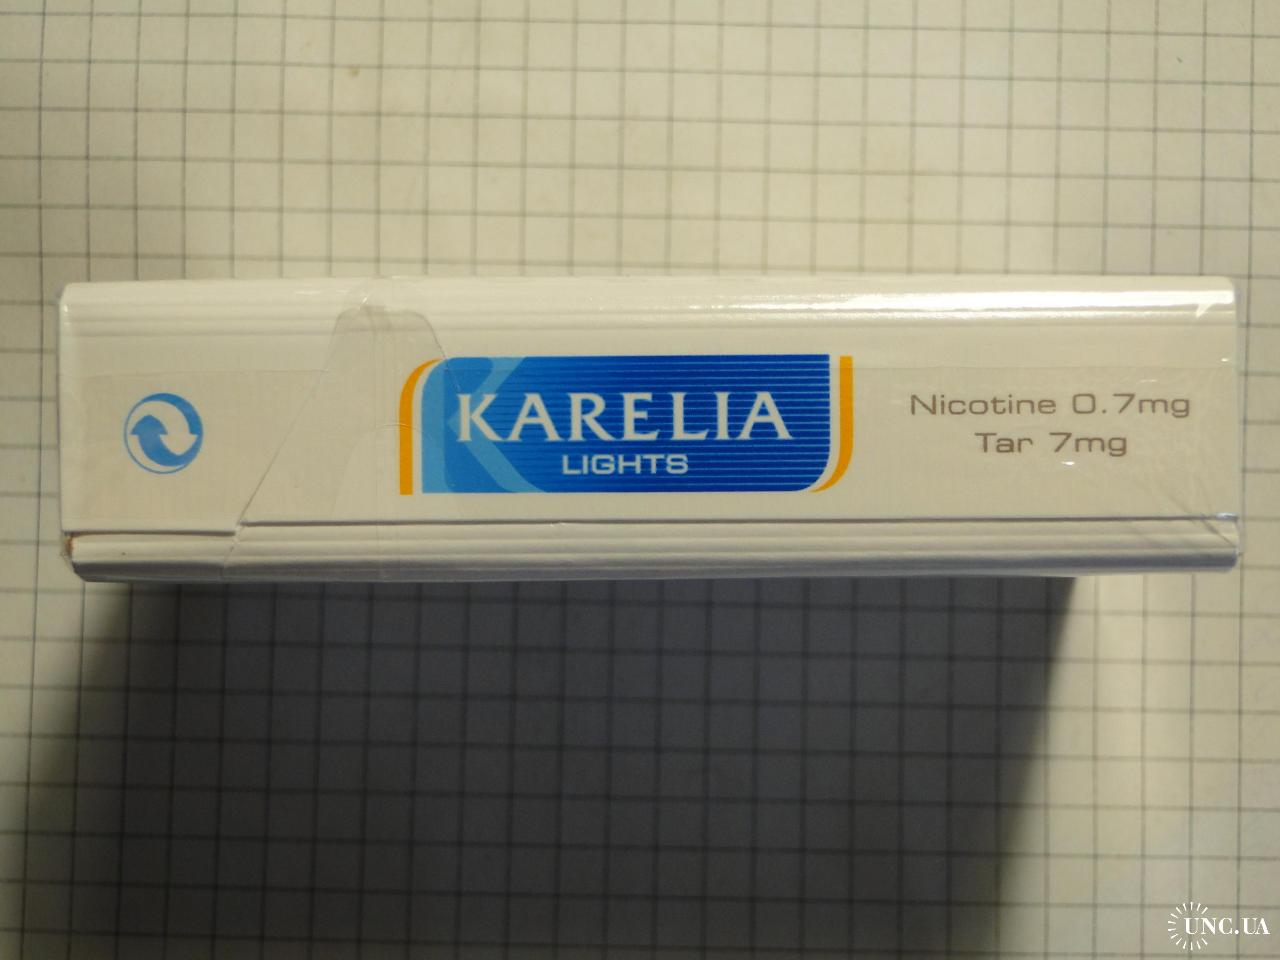 KARELIA
LIGHTS
Nicotine 0.7mg
Tar 7mg
UNC.UA